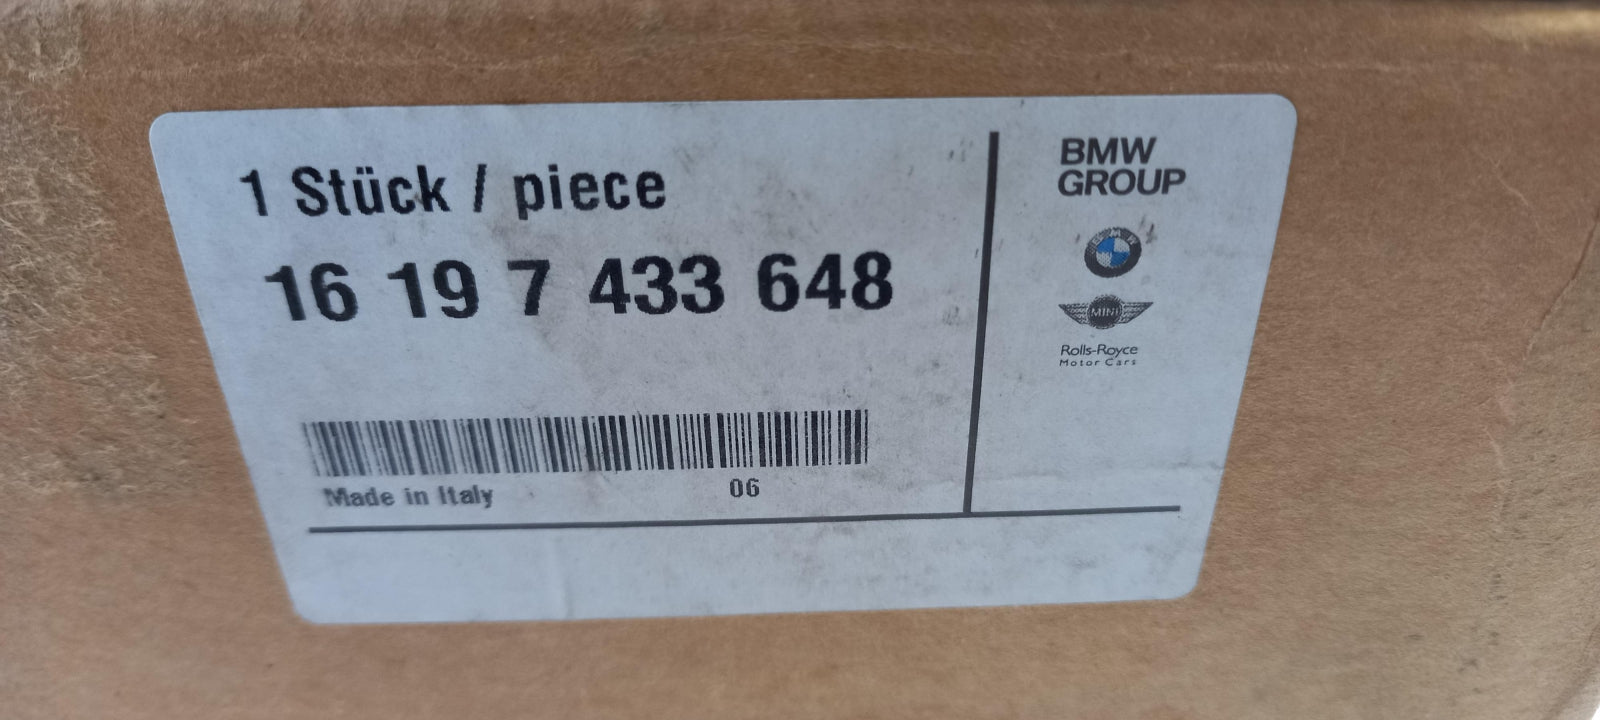 1 Stück / piece
16 19 7 433 648
Made in Italy
06
BMW
GROUP
BMW
MINI
Rolls-Royce
Motor Cars